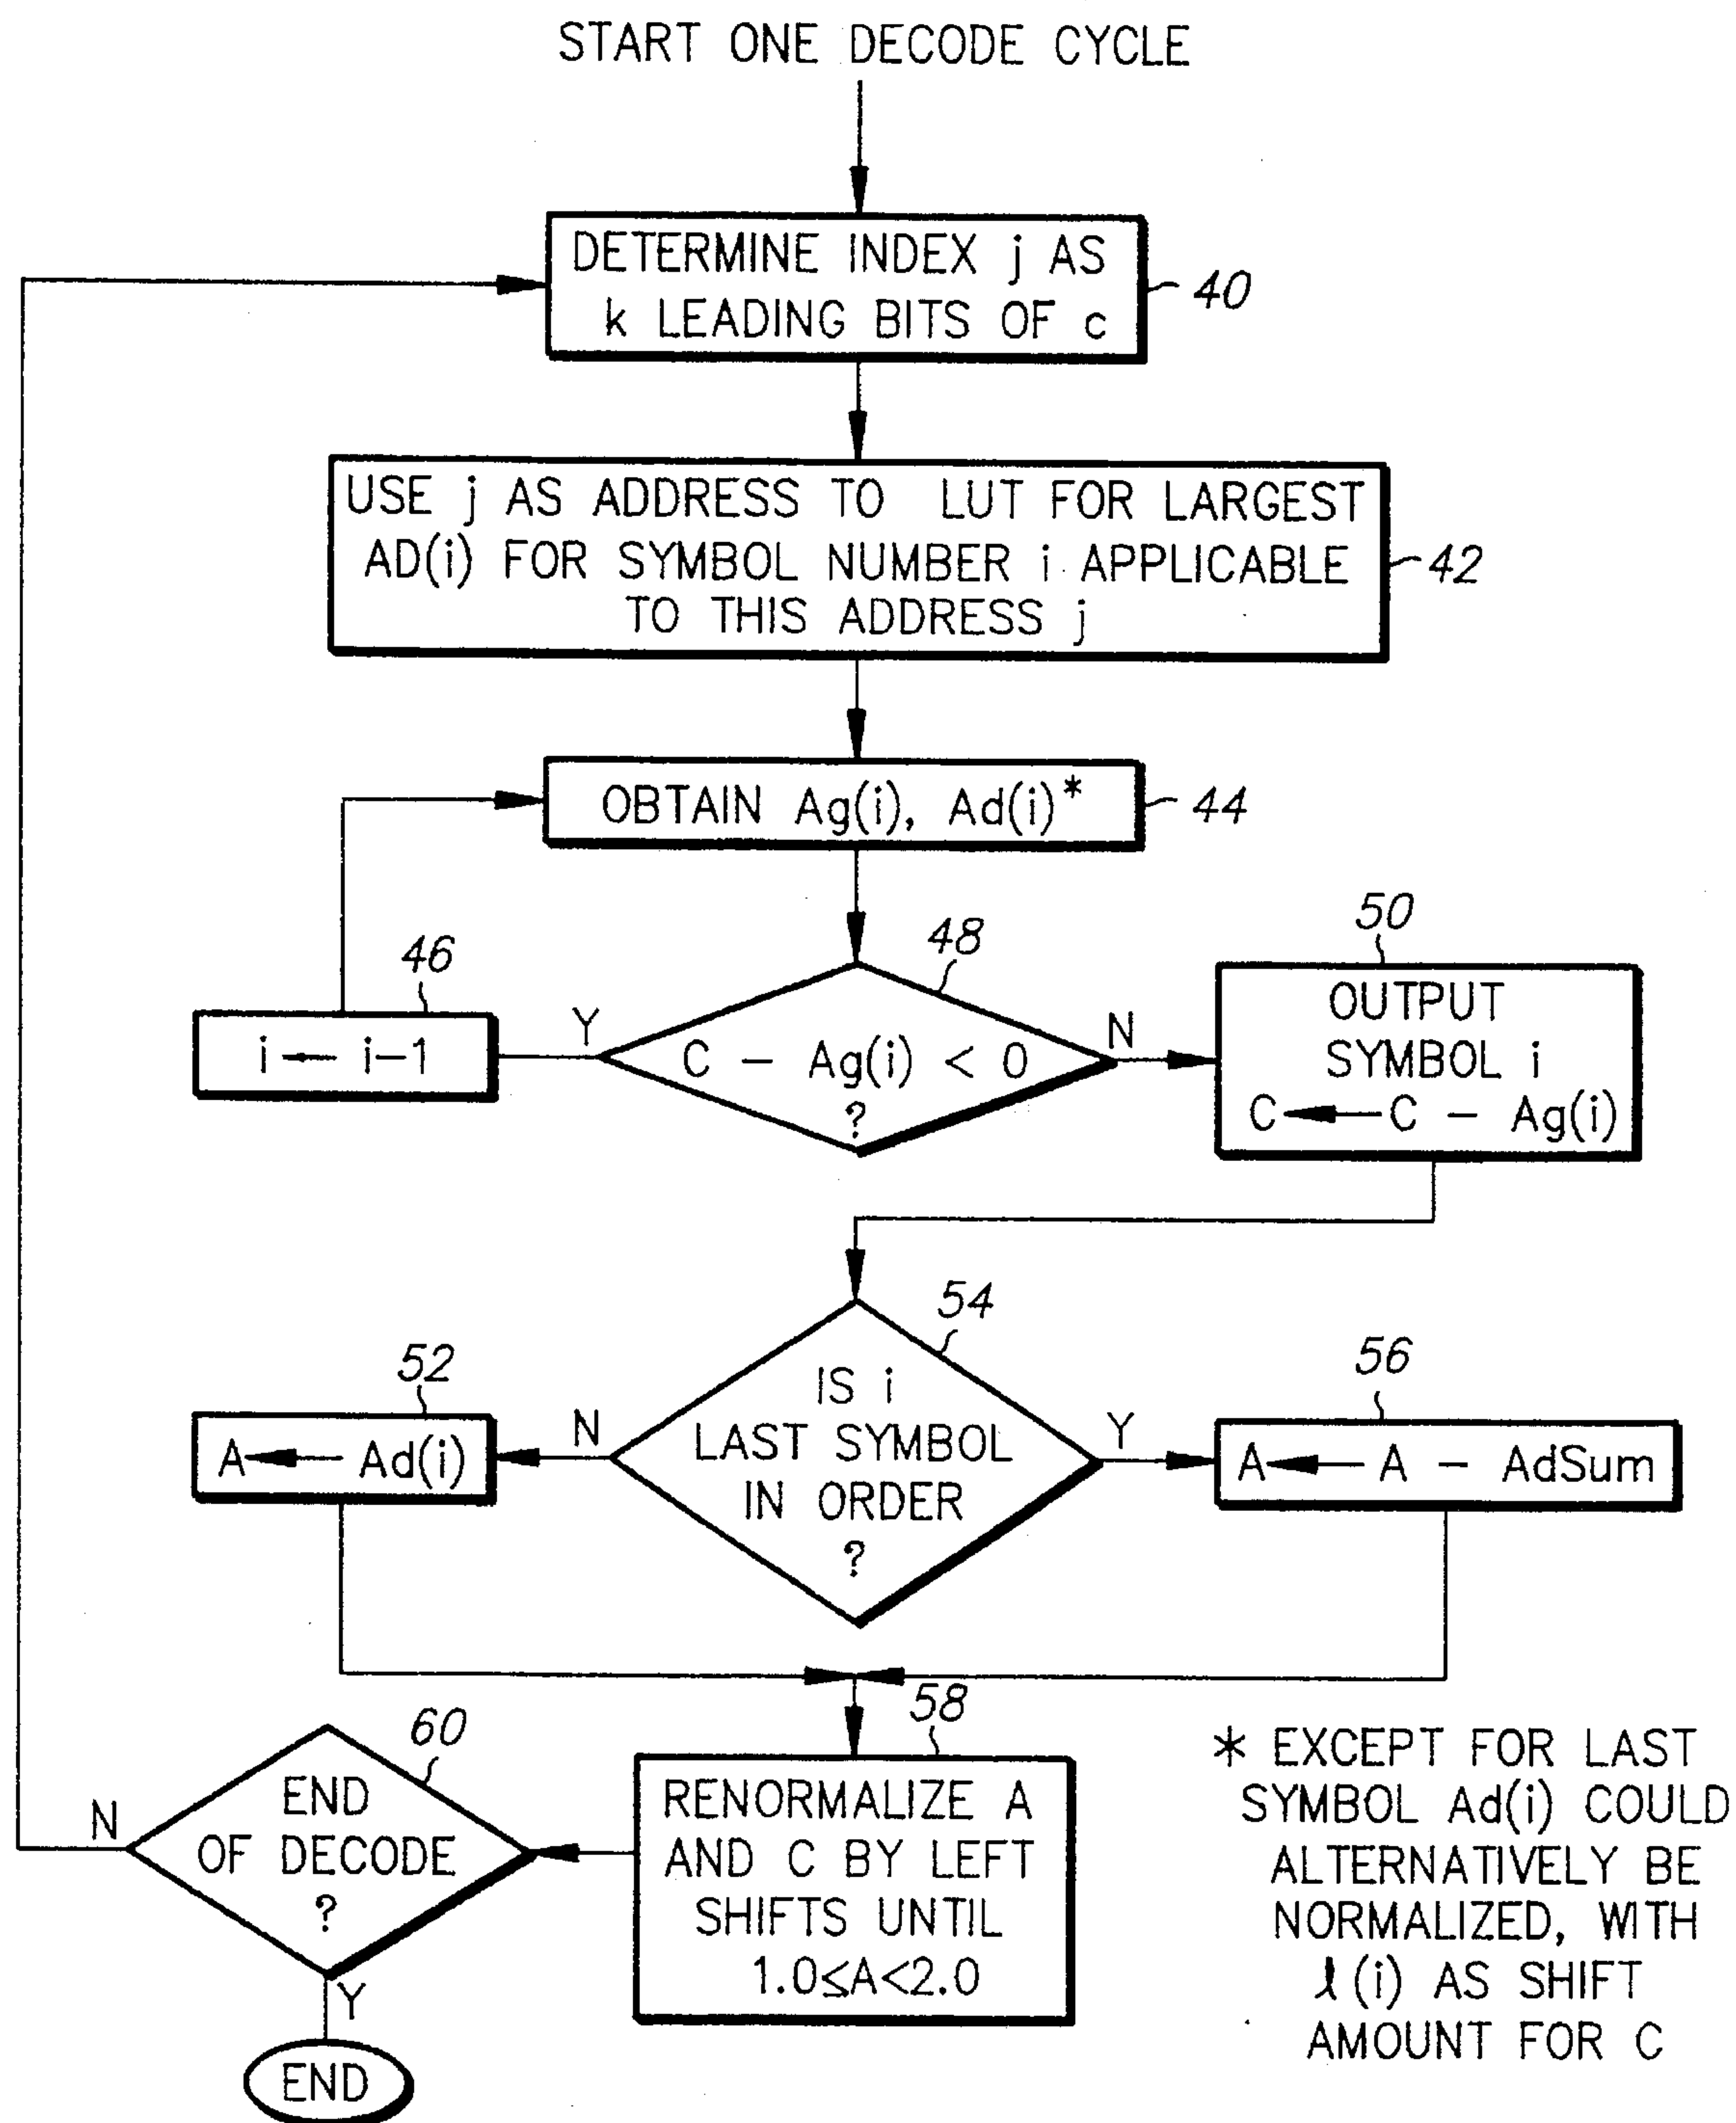 START ONE DECODE CYCLE
DETERMINE INDEX j AS
k LEADING BITS OF c
40
USE j AS ADDRESS TO LUT FOR LARGEST
AD(i) FOR SYMBOL NUMBER i APPLICABLE
TO THIS ADDRESS j
42
OBTAIN Ag(i), Ad(i)*
44
46
i ← i-1
48
Y
C - Ag(i) < 0
?
N
50
OUTPUT
SYMBOL i
C ← C - Ag(i)
52
A ← Ad(i)
54
N
IS i
LAST SYMBOL
IN ORDER
?
Y
56
A ← A - AdSum
58
RENORMALIZE A
AND C BY LEFT
SHIFTS UNTIL
1.0≤A<2.0
60
N
END
OF DECODE
?
Y
END
* EXCEPT FOR LAST
SYMBOL Ad(i) COULD
ALTERNATIVELY BE
NORMALIZED, WITH
ℓ(i) AS SHIFT
AMOUNT FOR C